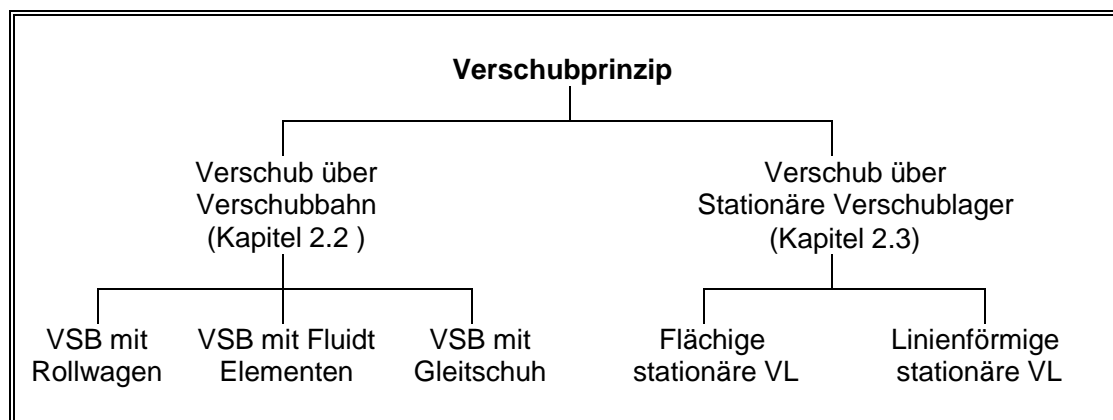 Verschubprinzip
Verschub über
Verschubbahn
(Kapitel 2.2 )
Verschub über
Stationäre Verschublager
(Kapitel 2.3)
VSB mit
Rollwagen
VSB mit Fluidt
Elementen
VSB mit
Gleitschuh
Flächige
stationäre VL
Linienförmige
stationäre VL